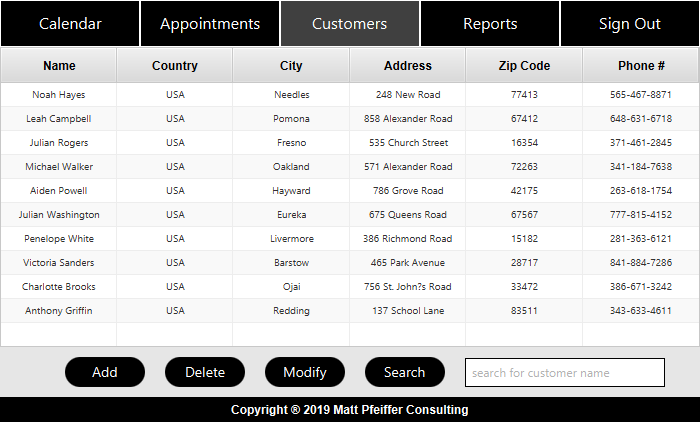 Calendar Appointments Customers Reports Sign Out
Name Country City Address Zip Code Phone #
Noah Hayes USA Needles 248 New Road 77413 565-467-8871
Leah Campbell USA Pomona 858 Alexander Road 67412 648-631-6718
Julian Rogers USA Fresno 535 Church Street 16354 371-461-2845
Michael Walker USA Oakland 571 Alexander Road 72263 341-184-7638
Aiden Powell USA Hayward 786 Grove Road 42175 263-618-1754
Julian Washington USA Eureka 675 Queens Road 67567 777-815-4152
Penelope White USA Livermore 386 Richmond Road 15182 281-363-6121
Victoria Sanders USA Barstow 465 Park Avenue 28717 841-884-7286
Charlotte Brooks USA Ojai 756 St. John?s Road 33472 386-671-3242
Anthony Griffin USA Redding 137 School Lane 83511 343-633-4611
Add Delete Modify Search search for customer name
Copyright ® 2019 Matt Pfeiffer Consulting